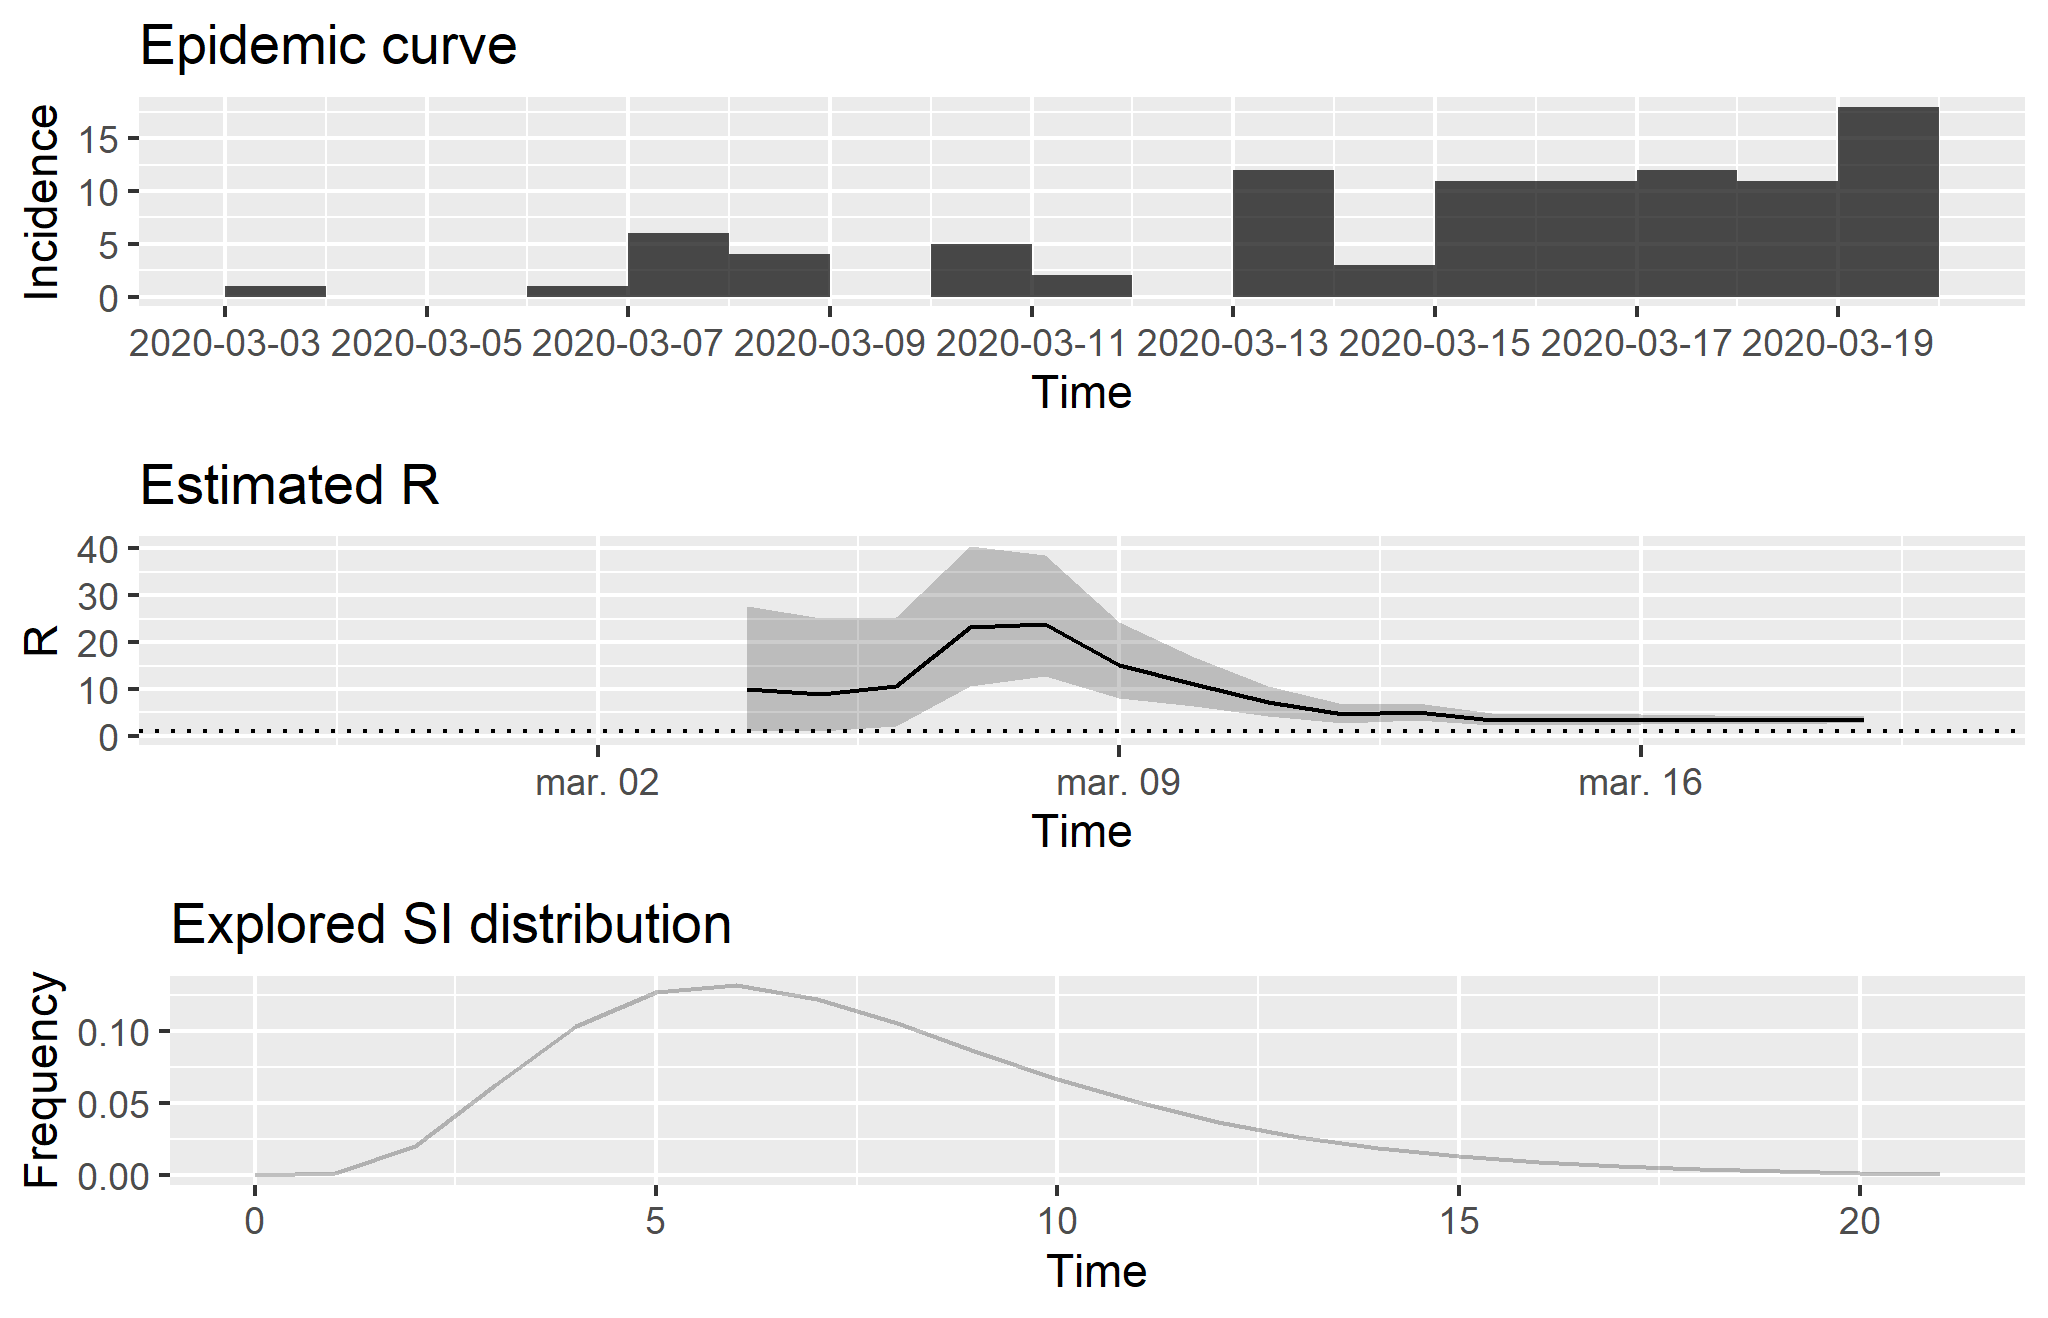 Epidemic curve
Incidence
15
10
5
0
2020-03-03 2020-03-05 2020-03-07 2020-03-09 2020-03-11 2020-03-13 2020-03-15 2020-03-17 2020-03-19
Time
Estimated R
R
40
30
20
10
0
mar. 02 mar. 09 mar. 16
Time
Explored SI distribution
Frequency
0.10
0.05
0.00
0 5 10 15 20
Time